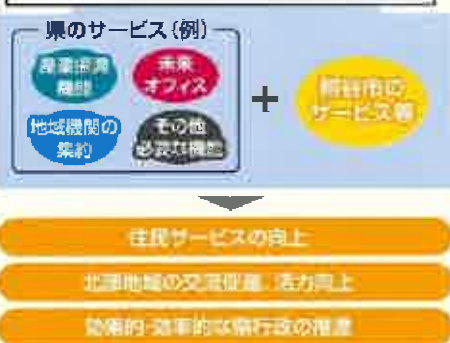 県のサービス(例)
産業振興
機能
未来
オフィス
地域機関の
集約
その他
必要な機能
+
熊谷市の
サービス等
住民サービスの向上
北部地域の交流促進、活力向上
効果的・効率的な県行政の推進